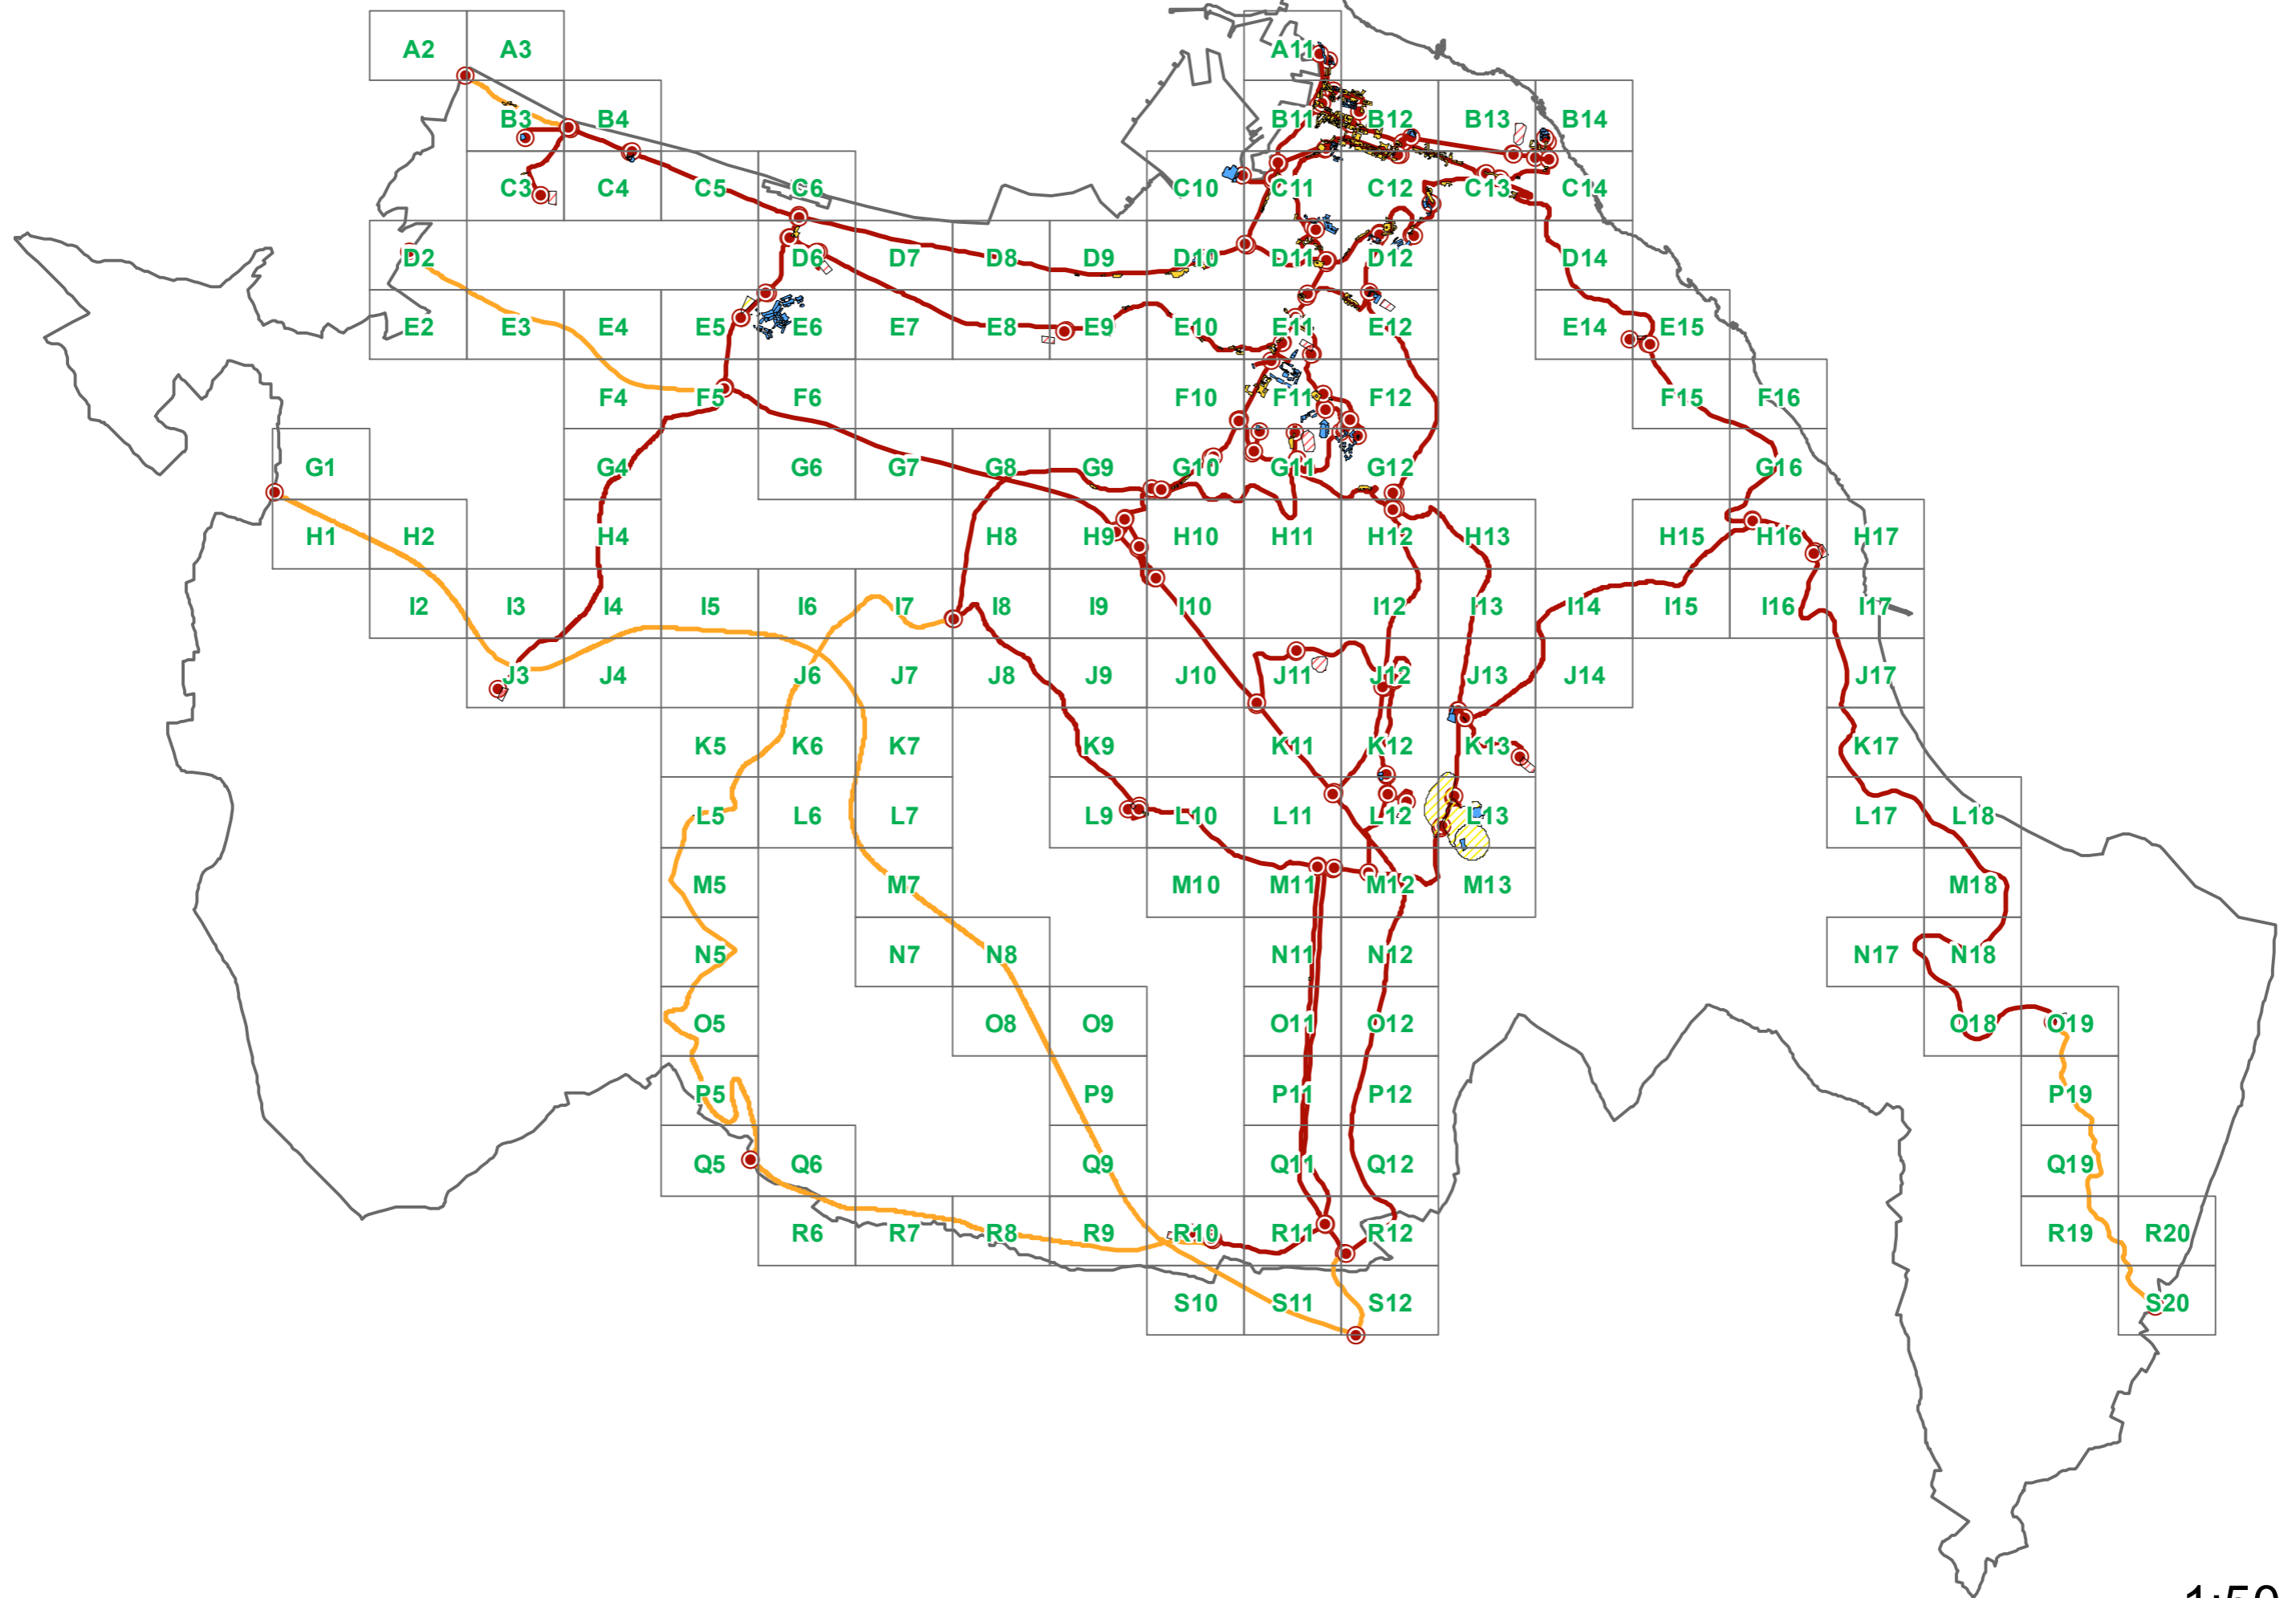 A2 A3 A11
B3 B4 B11 B12 B13 B14
C3 C4 C5 C6 C10 C11 C12 C13 C14
D2 D6 D7 D8 D9 D10 D11 D12 D14
E2 E3 E4 E5 E6 E7 E8 E9 E10 E11 E12 E14 E15
F4 F5 F6 F10 F11 F12 F15 F16
G1 G4 G6 G7 G8 G9 G10 G11 G12 G16
H1 H2 H4 H8 H9 H10 H11 H12 H13 H15 H16 H17
I2 I3 I4 I5 I6 I7 I8 I9 I10 I12 I13 I14 I15 I16 I17
J3 J4 J6 J7 J8 J9 J10 J11 J12 J13 J14 J17
K5 K6 K7 K9 K11 K12 K13 K17
L5 L6 L7 L9 L10 L11 L12 L13 L17 L18
M5 M7 M10 M11 M12 M13 M18
N5 N7 N8 N11 N12 N17 N18
O5 O8 O9 O11 O12 O18 O19
P5 P9 P11 P12 P19
Q5 Q6 Q9 Q11 Q12 Q19
R6 R7 R8 R9 R10 R11 R12 R19 R20
S10 S11 S12 S20